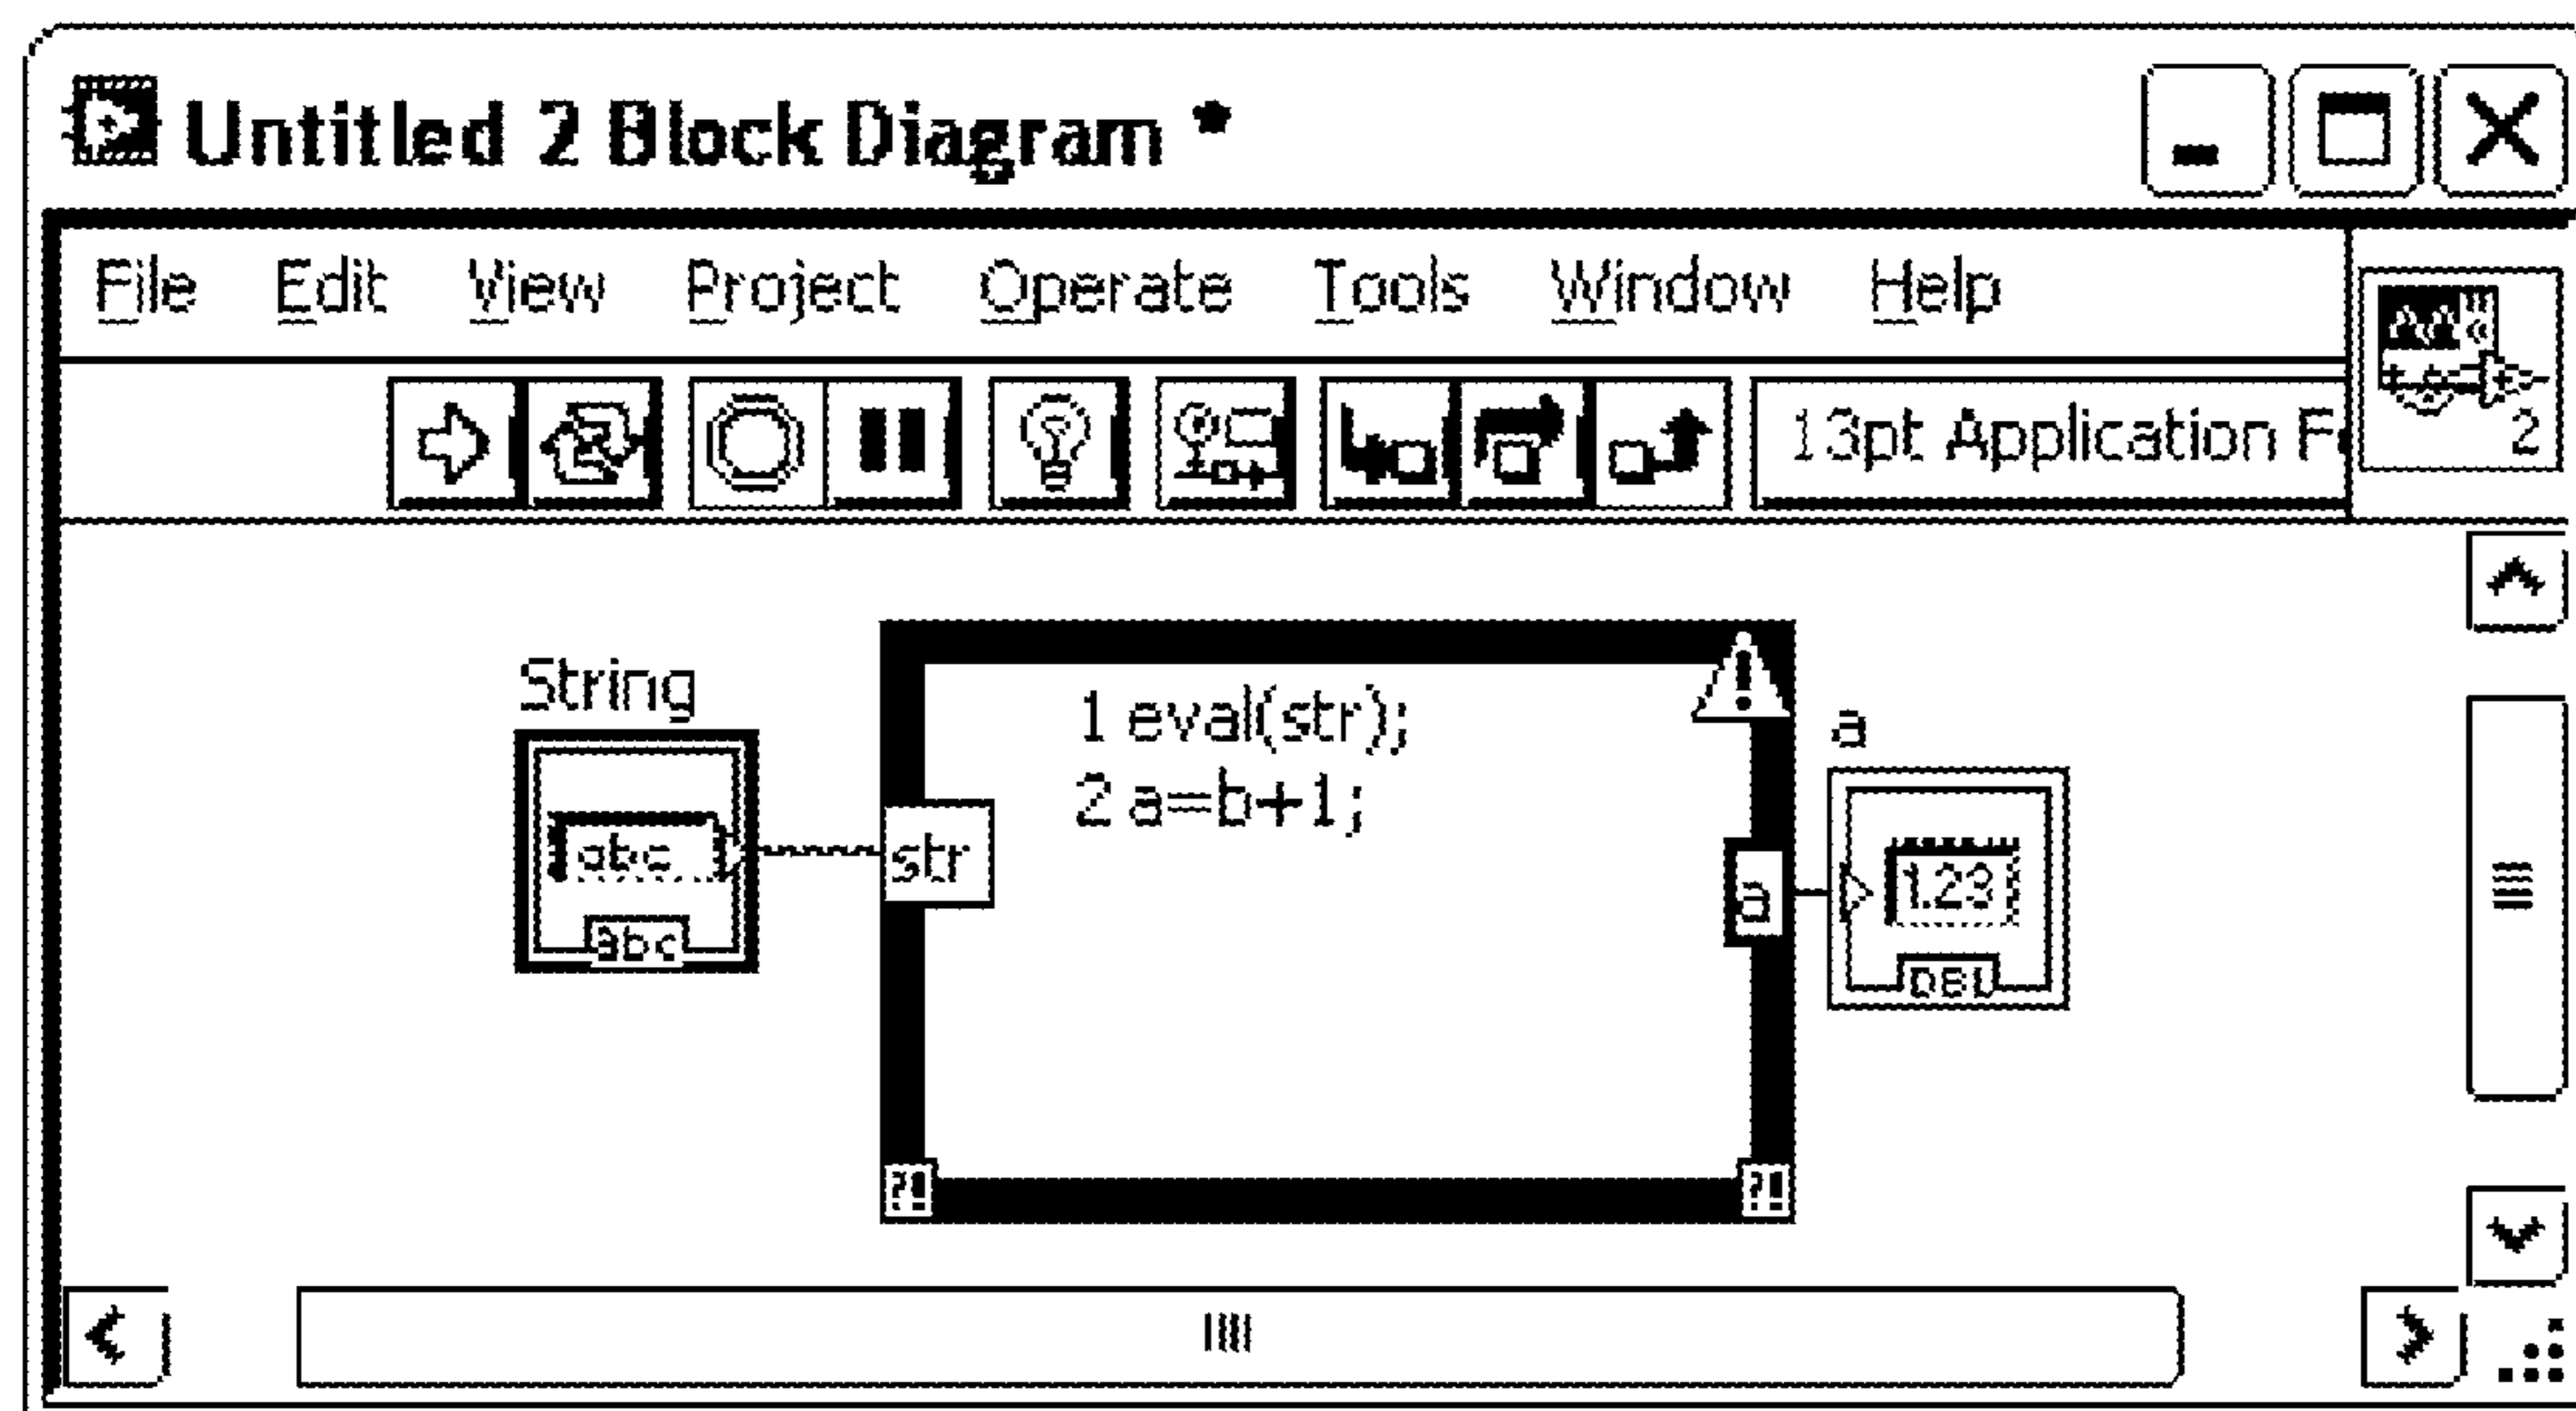 Untitled 2 Block Diagram *
File Edit View Project Operate Tools Window Help
13pt Application F
2
String
1 eval(str);
2 a=b+1;
a
abc
str
a
1.23
abc
DBL
?!
?!